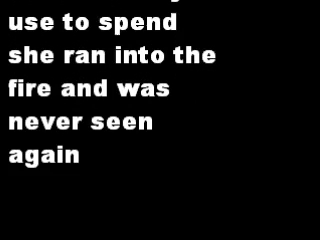 use to spend
she ran into the
fire and was
never seen
again